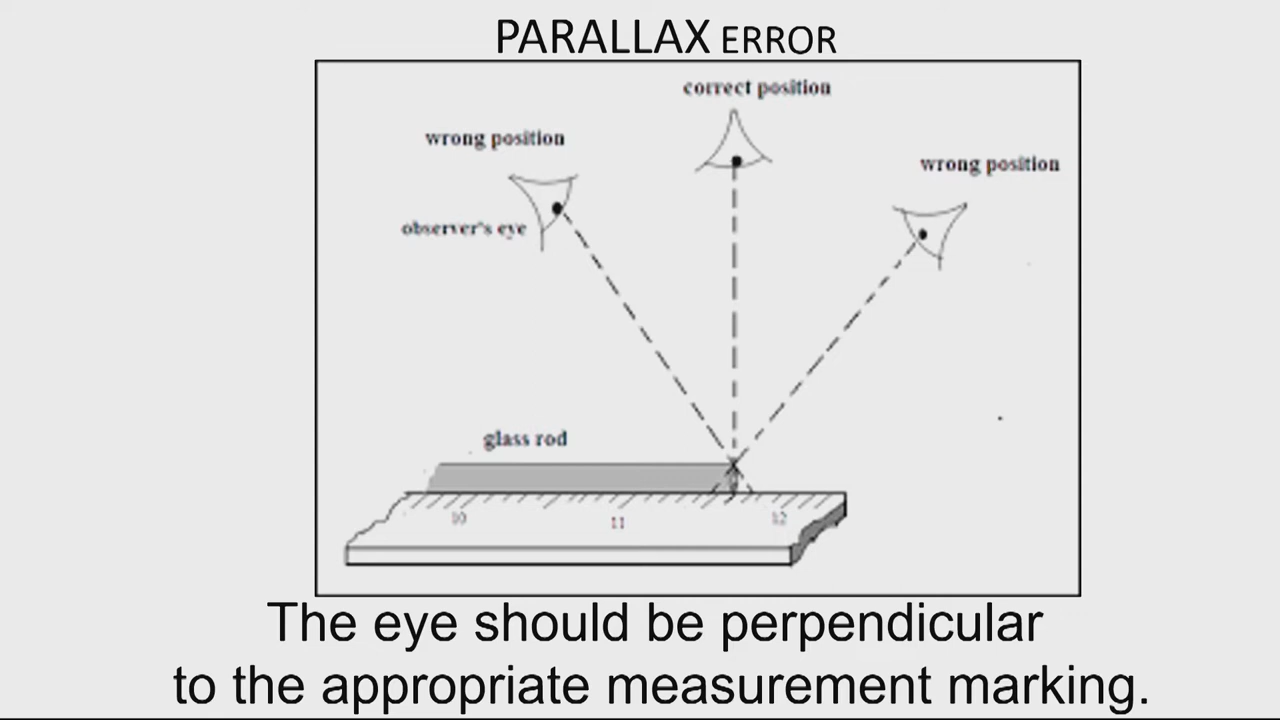 PARALLAX ERROR
correct position
wrong position
wrong position
observer's eye
glass rod
10
11
12
The eye should be perpendicular
to the appropriate measurement marking.